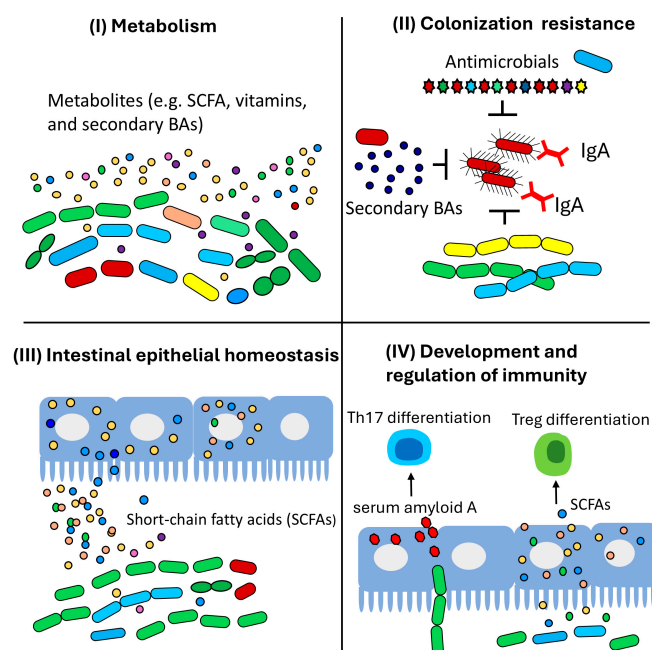 (I) Metabolism
Metabolites (e.g. SCFA, vitamins,
and secondary BAs)
(II) Colonization resistance
Antimicrobials
IgA
Secondary BAs
IgA
(III) Intestinal epithelial homeostasis
Short-chain fatty acids (SCFAs)
(IV) Development and
regulation of immunity
Th17 differentiation
Treg differentiation
serum amyloid A
SCFAs